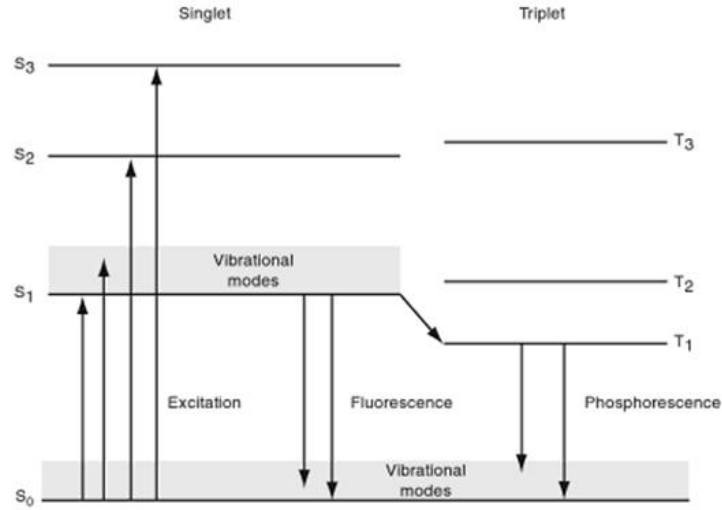 Singlet
Triplet
S3
T3
S2
Vibrational
modes
T2
S1
T1
Excitation
Fluorescence
Phosphorescence
Vibrational
modes
S0